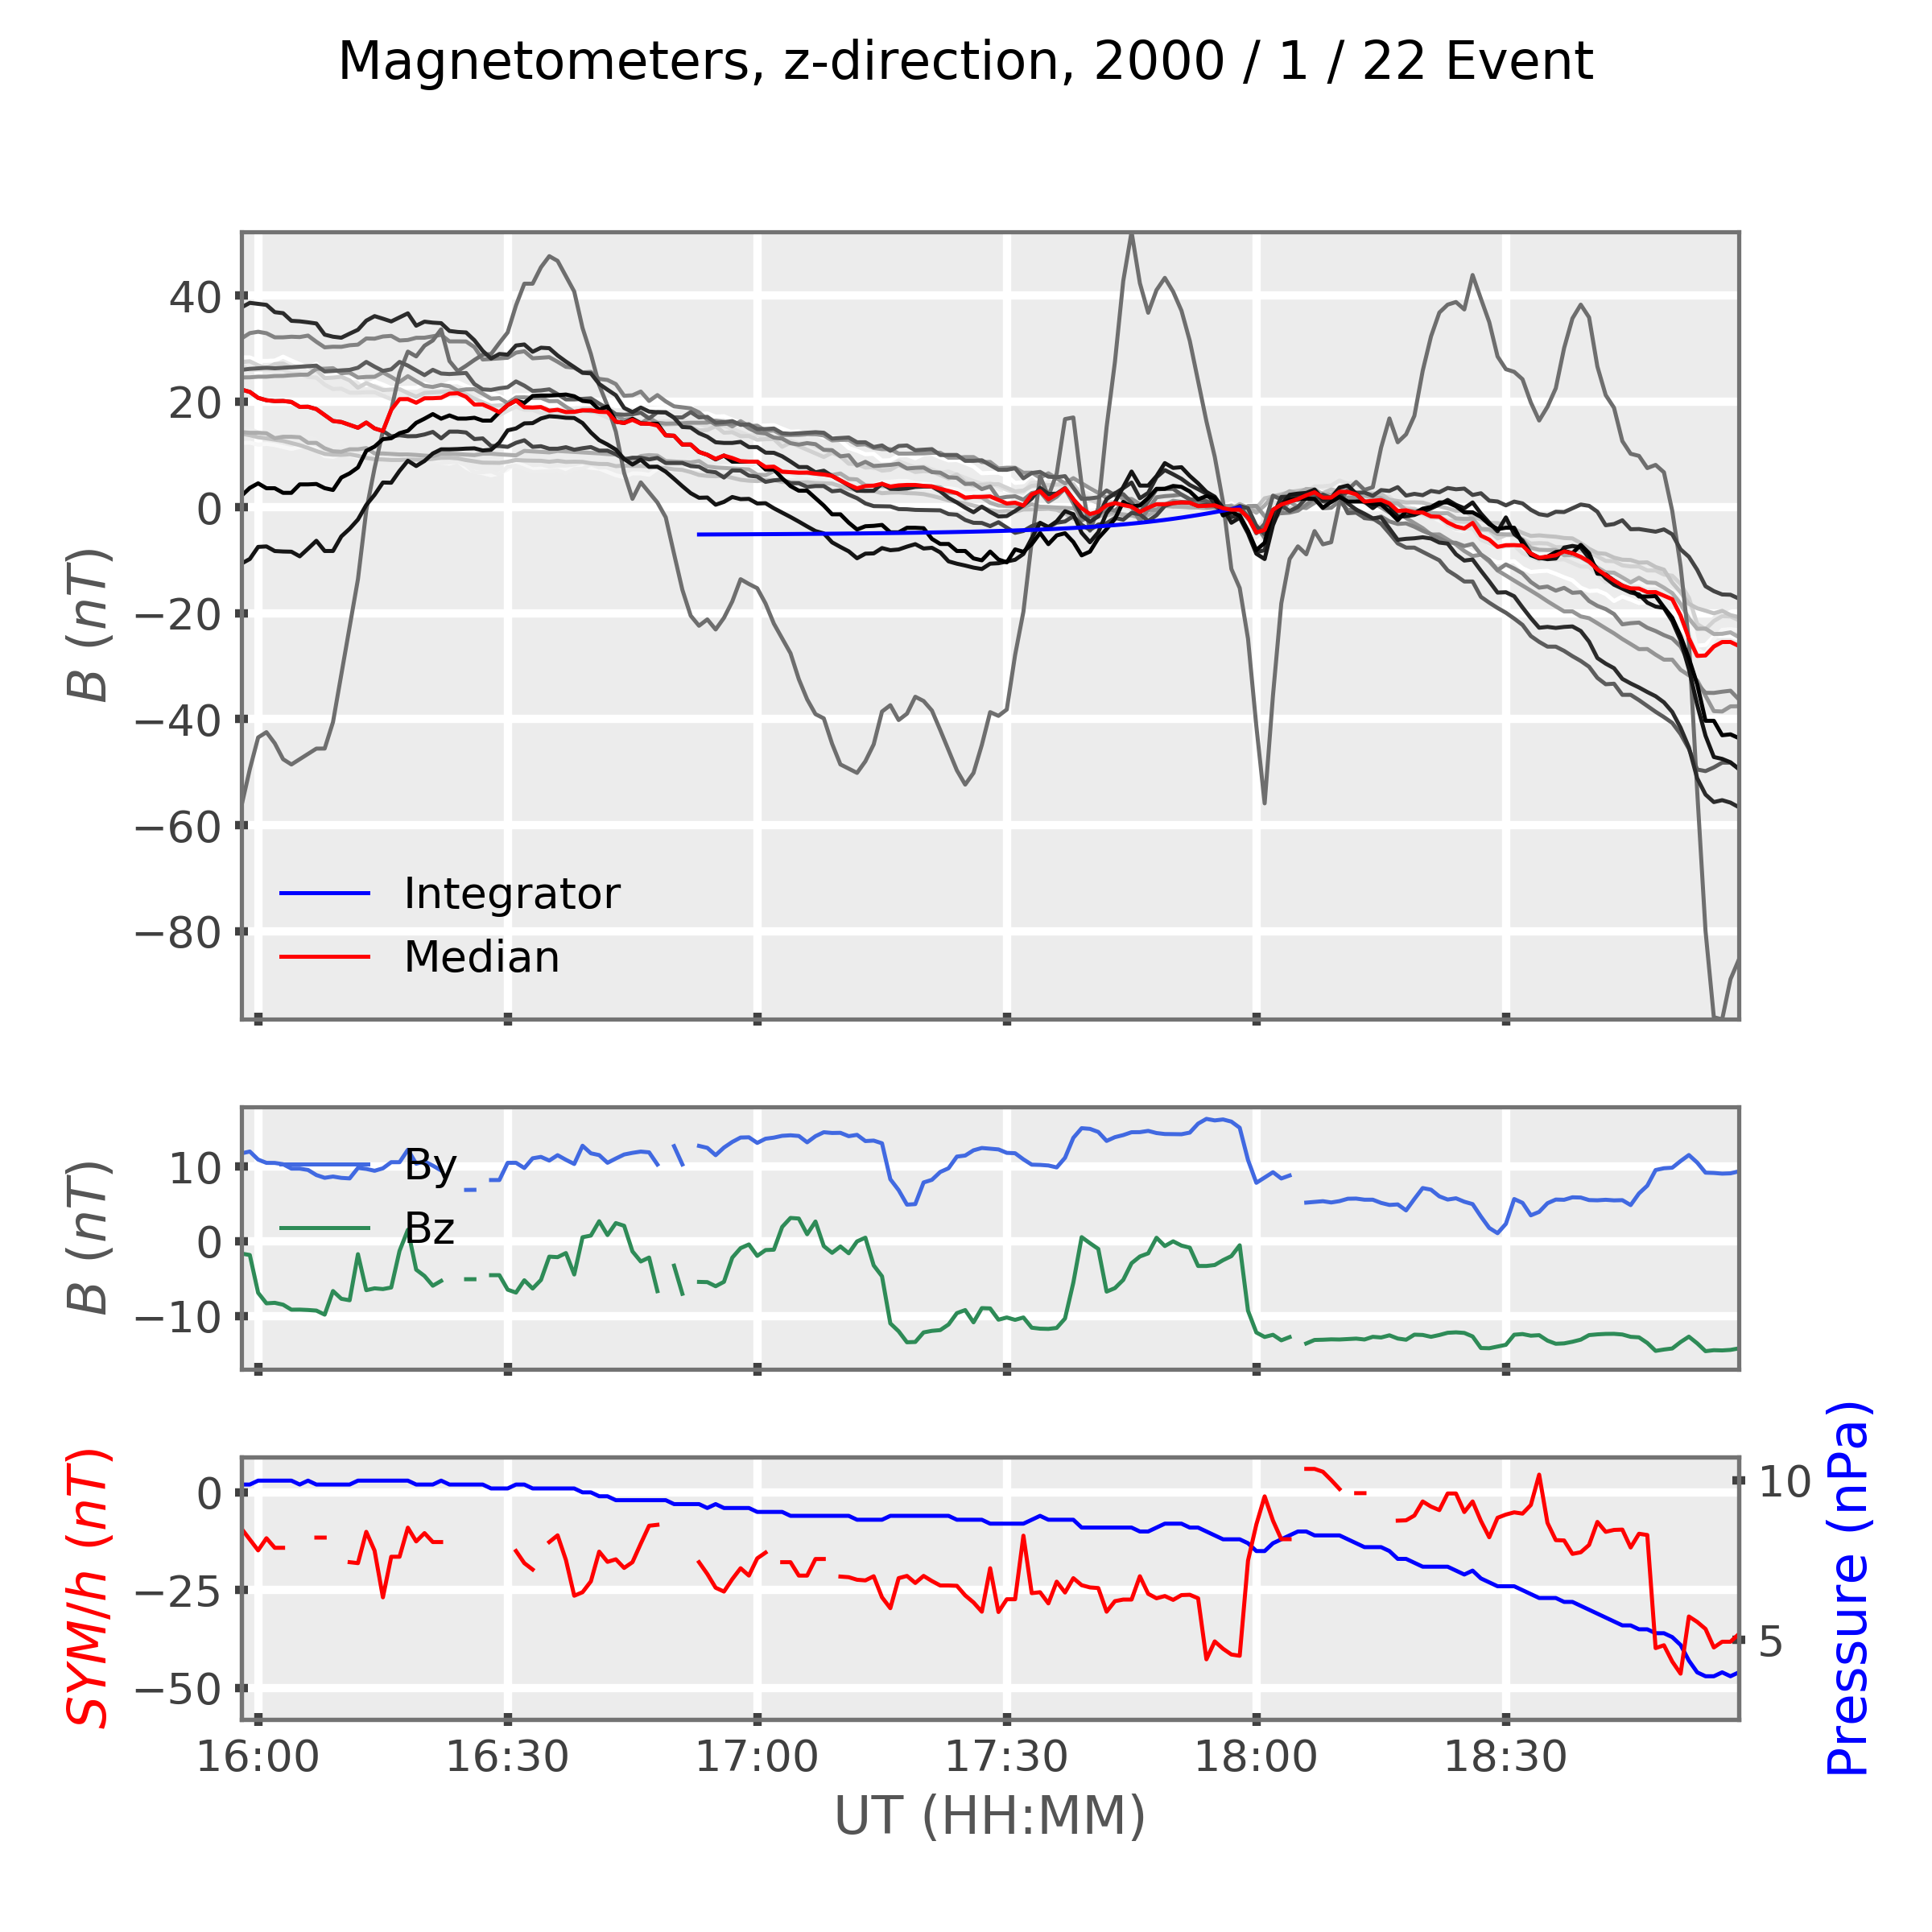 Magnetometers, z-direction, 2000 / 1 / 22 Event
B (nT)
40
20
0
−20
−40
−60
−80
Integrator
Median
B (nT)
10
0
−10
By
Bz
SYM/h (nT)
0
−25
−50
10
5
Pressure (nPa)
16:00 16:30 17:00 17:30 18:00 18:30
UT (HH:MM)